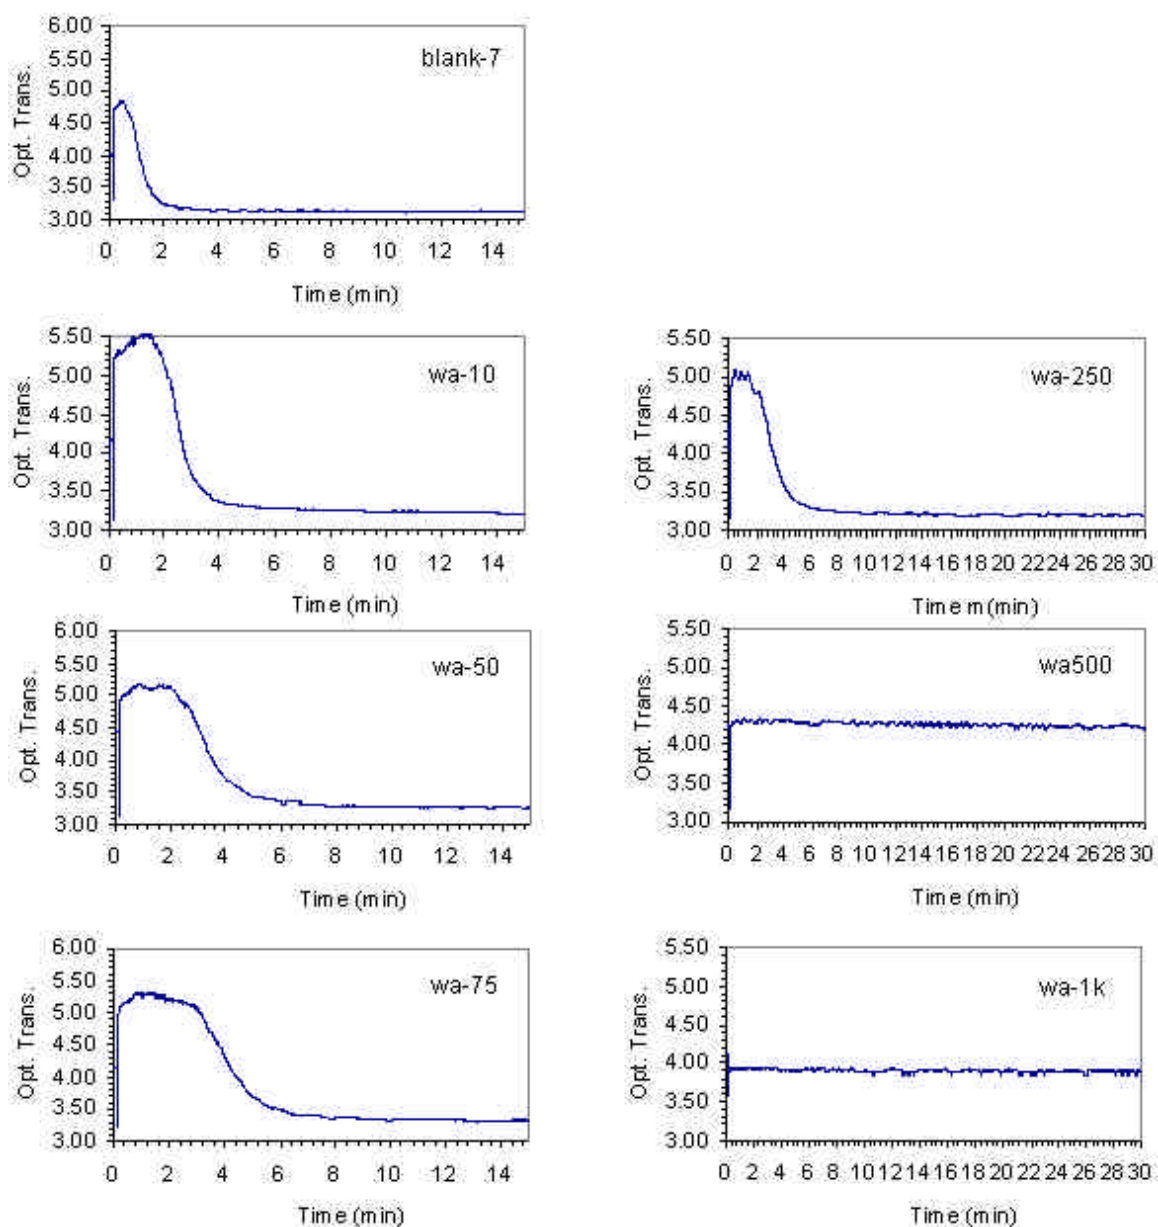 6.00
5.50
5.00
4.50
4.00
3.50
3.00
Opt. Trans.
blank-7
0 2 4 6 8 10 12 14
Time (min)
5.50
5.00
4.50
4.00
3.50
3.00
Opt. Trans.
wa-10
0 2 4 6 8 10 12 14
Time (min)
6.00
5.50
5.00
4.50
4.00
3.50
3.00
Opt. Trans.
wa-50
0 2 4 6 8 10 12 14
Time (min)
6.00
5.50
5.00
4.50
4.00
3.50
3.00
Opt. Trans.
wa-75
0 2 4 6 8 10 12 14
Time (min)
5.50
5.00
4.50
4.00
3.50
3.00
Opt. Trans.
wa-250
0 2 4 6 8 10 12 14 16 18 20 22 24 26 28 30
Time m(min)
5.50
5.00
4.50
4.00
3.50
3.00
Opt. Trans.
wa500
0 2 4 6 8 10 12 14 16 18 20 22 24 26 28 30
Time (min)
5.50
5.00
4.50
4.00
3.50
3.00
Opt. Trans.
wa-1k
0 2 4 6 8 10 12 14 16 18 20 22 24 26 28 30
Time (min)